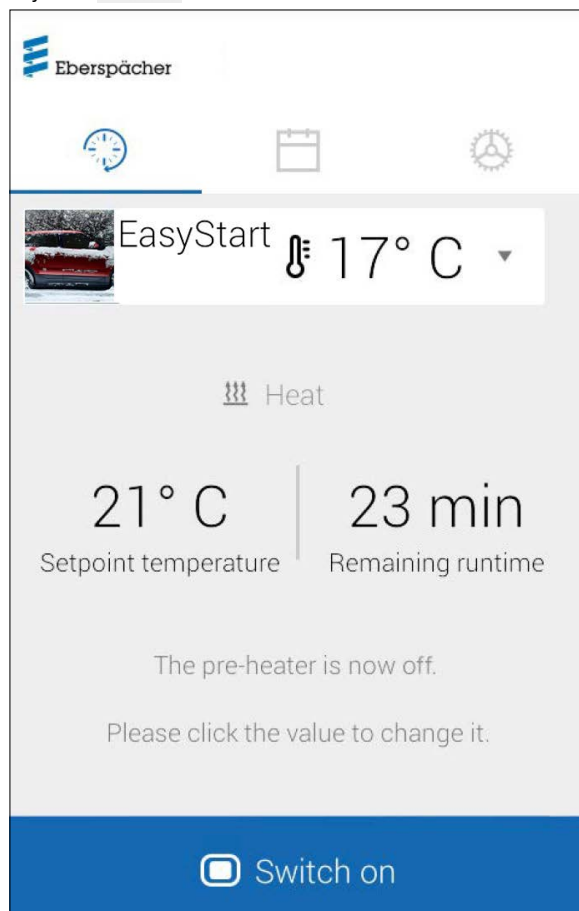 Eberspächer
EasyStart 17° C
Heat
21° C 23 min
Setpoint temperature Remaining runtime
The pre-heater is now off.
Please click the value to change it.
Switch on